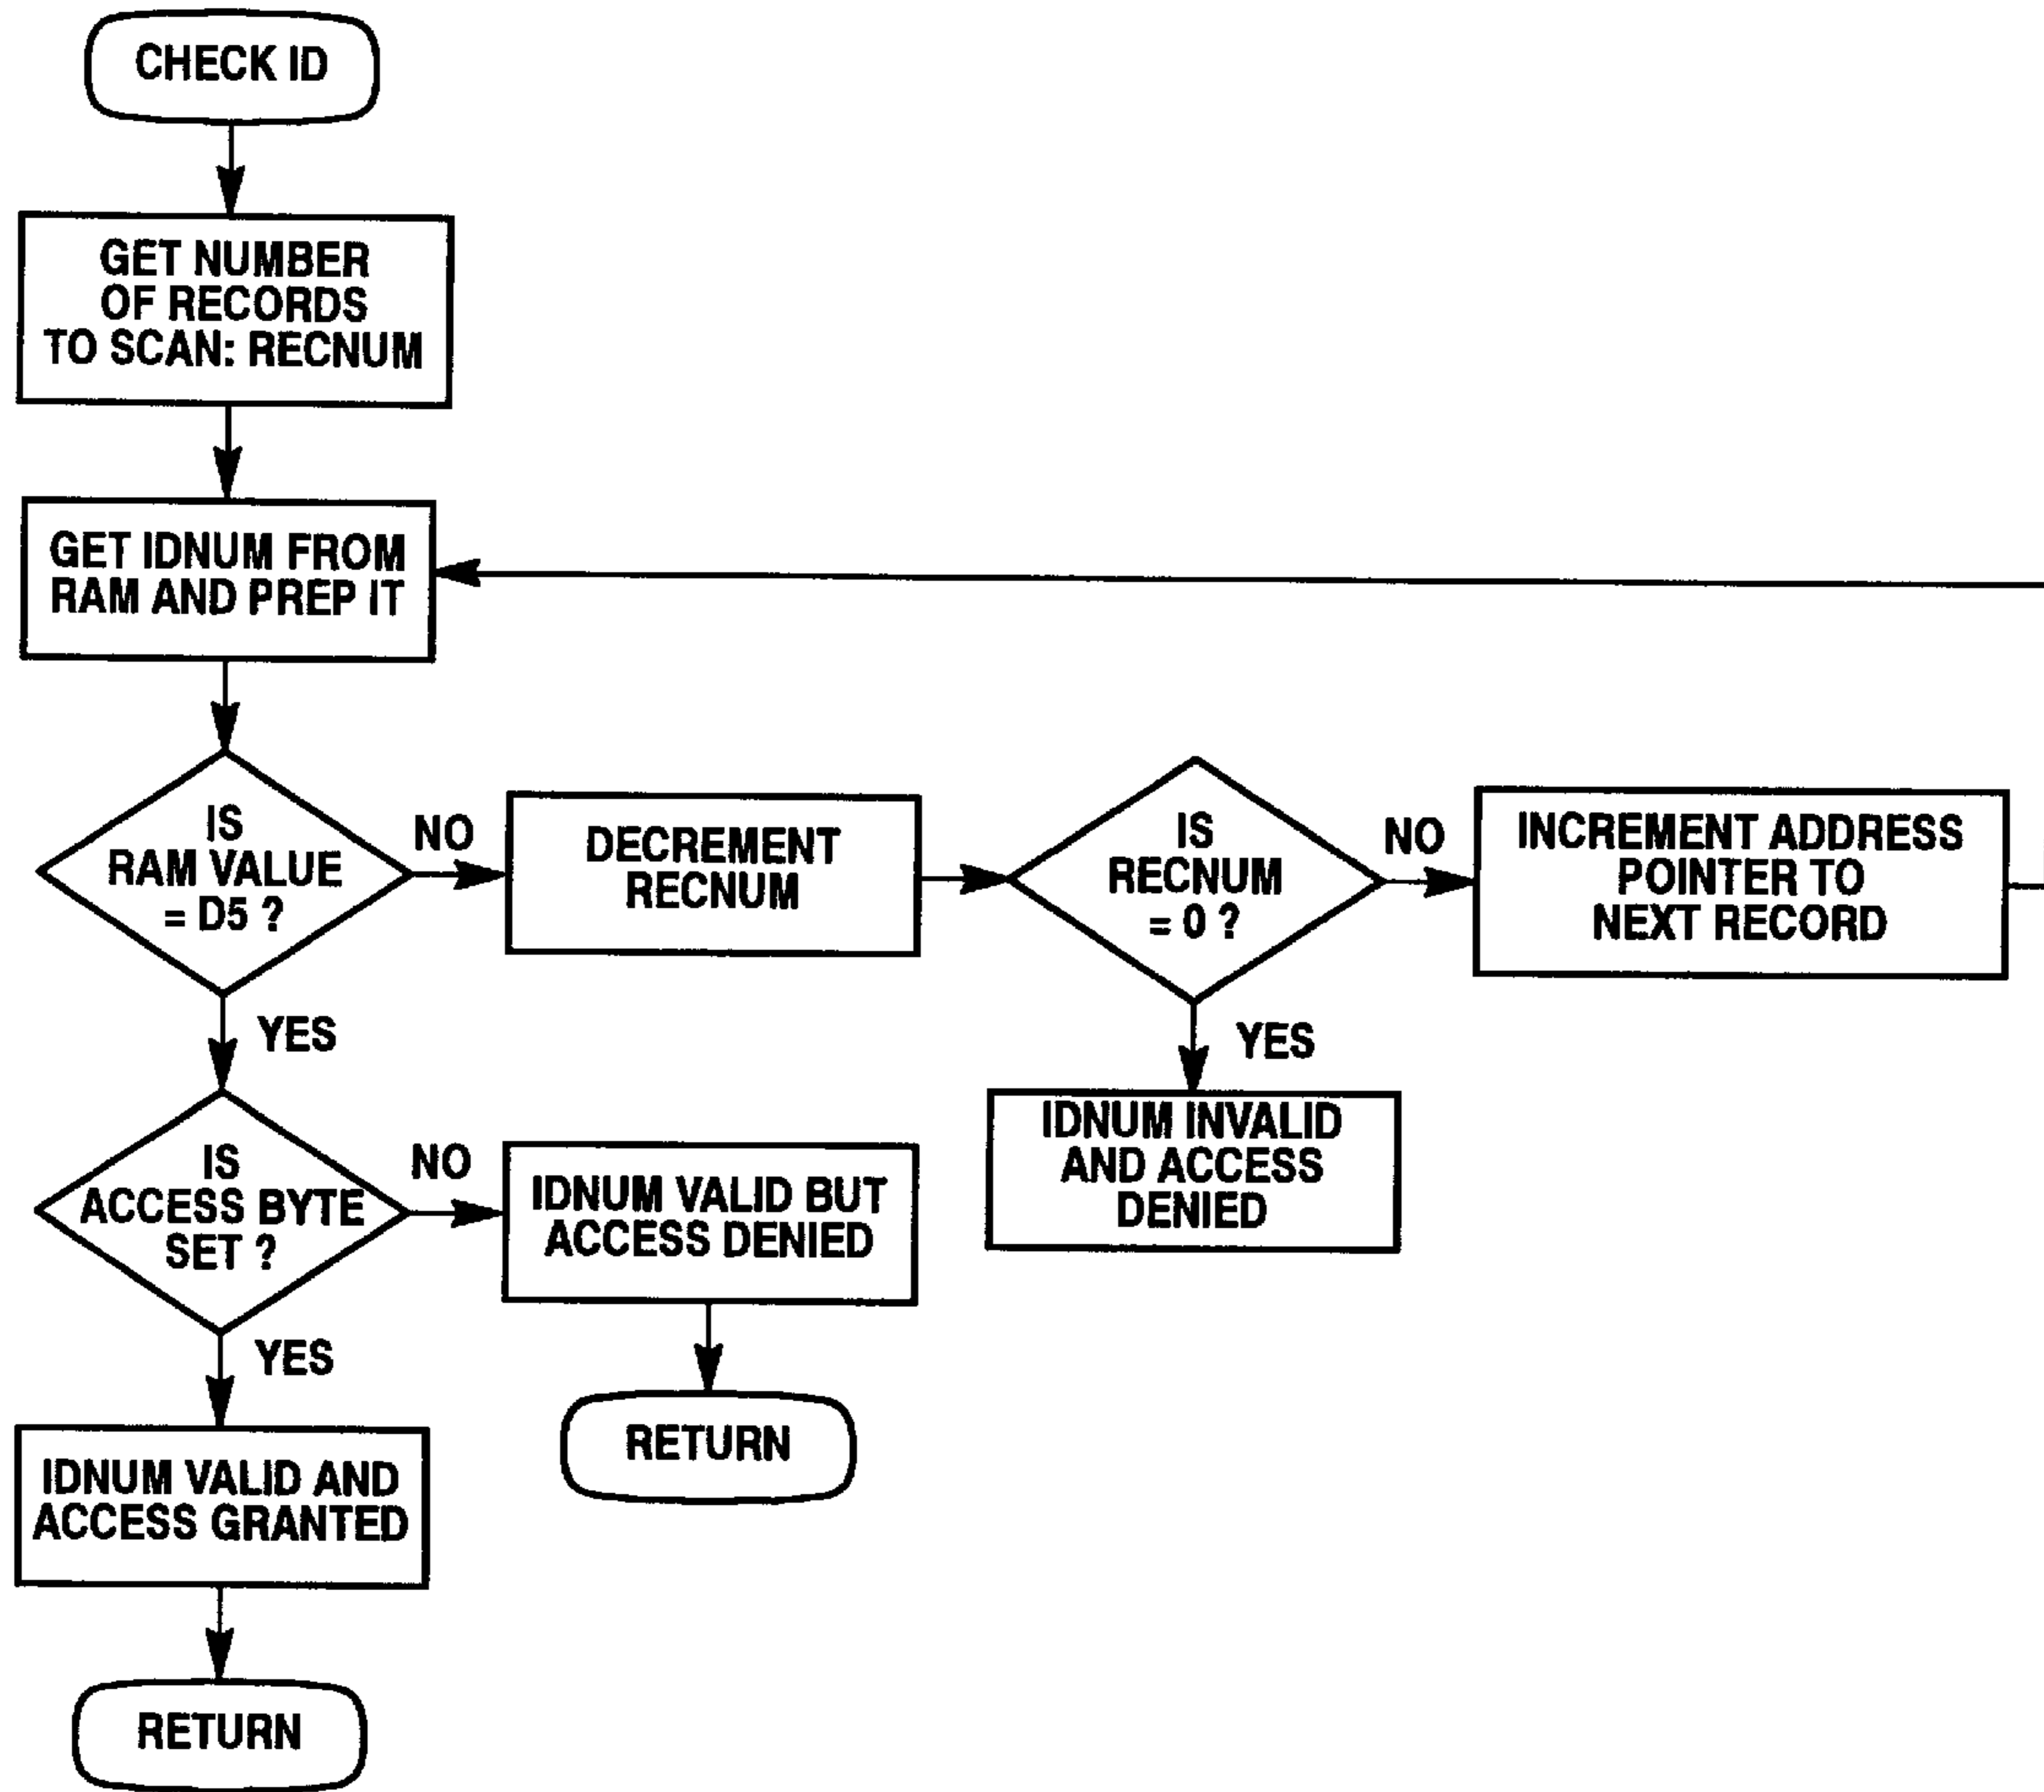 CHECK ID
GET NUMBER
OF RECORDS
TO SCAN: RECNUM
GET IDNUM FROM
RAM AND PREP IT
IS
RAM VALUE
= D5 ?
NO
DECREMENT
RECNUM
IS
RECNUM
= 0 ?
NO
INCREMENT ADDRESS
POINTER TO
NEXT RECORD
YES
YES
IDNUM INVALID
AND ACCESS
DENIED
IS
ACCESS BYTE
SET ?
NO
IDNUM VALID BUT
ACCESS DENIED
YES
RETURN
IDNUM VALID AND
ACCESS GRANTED
RETURN